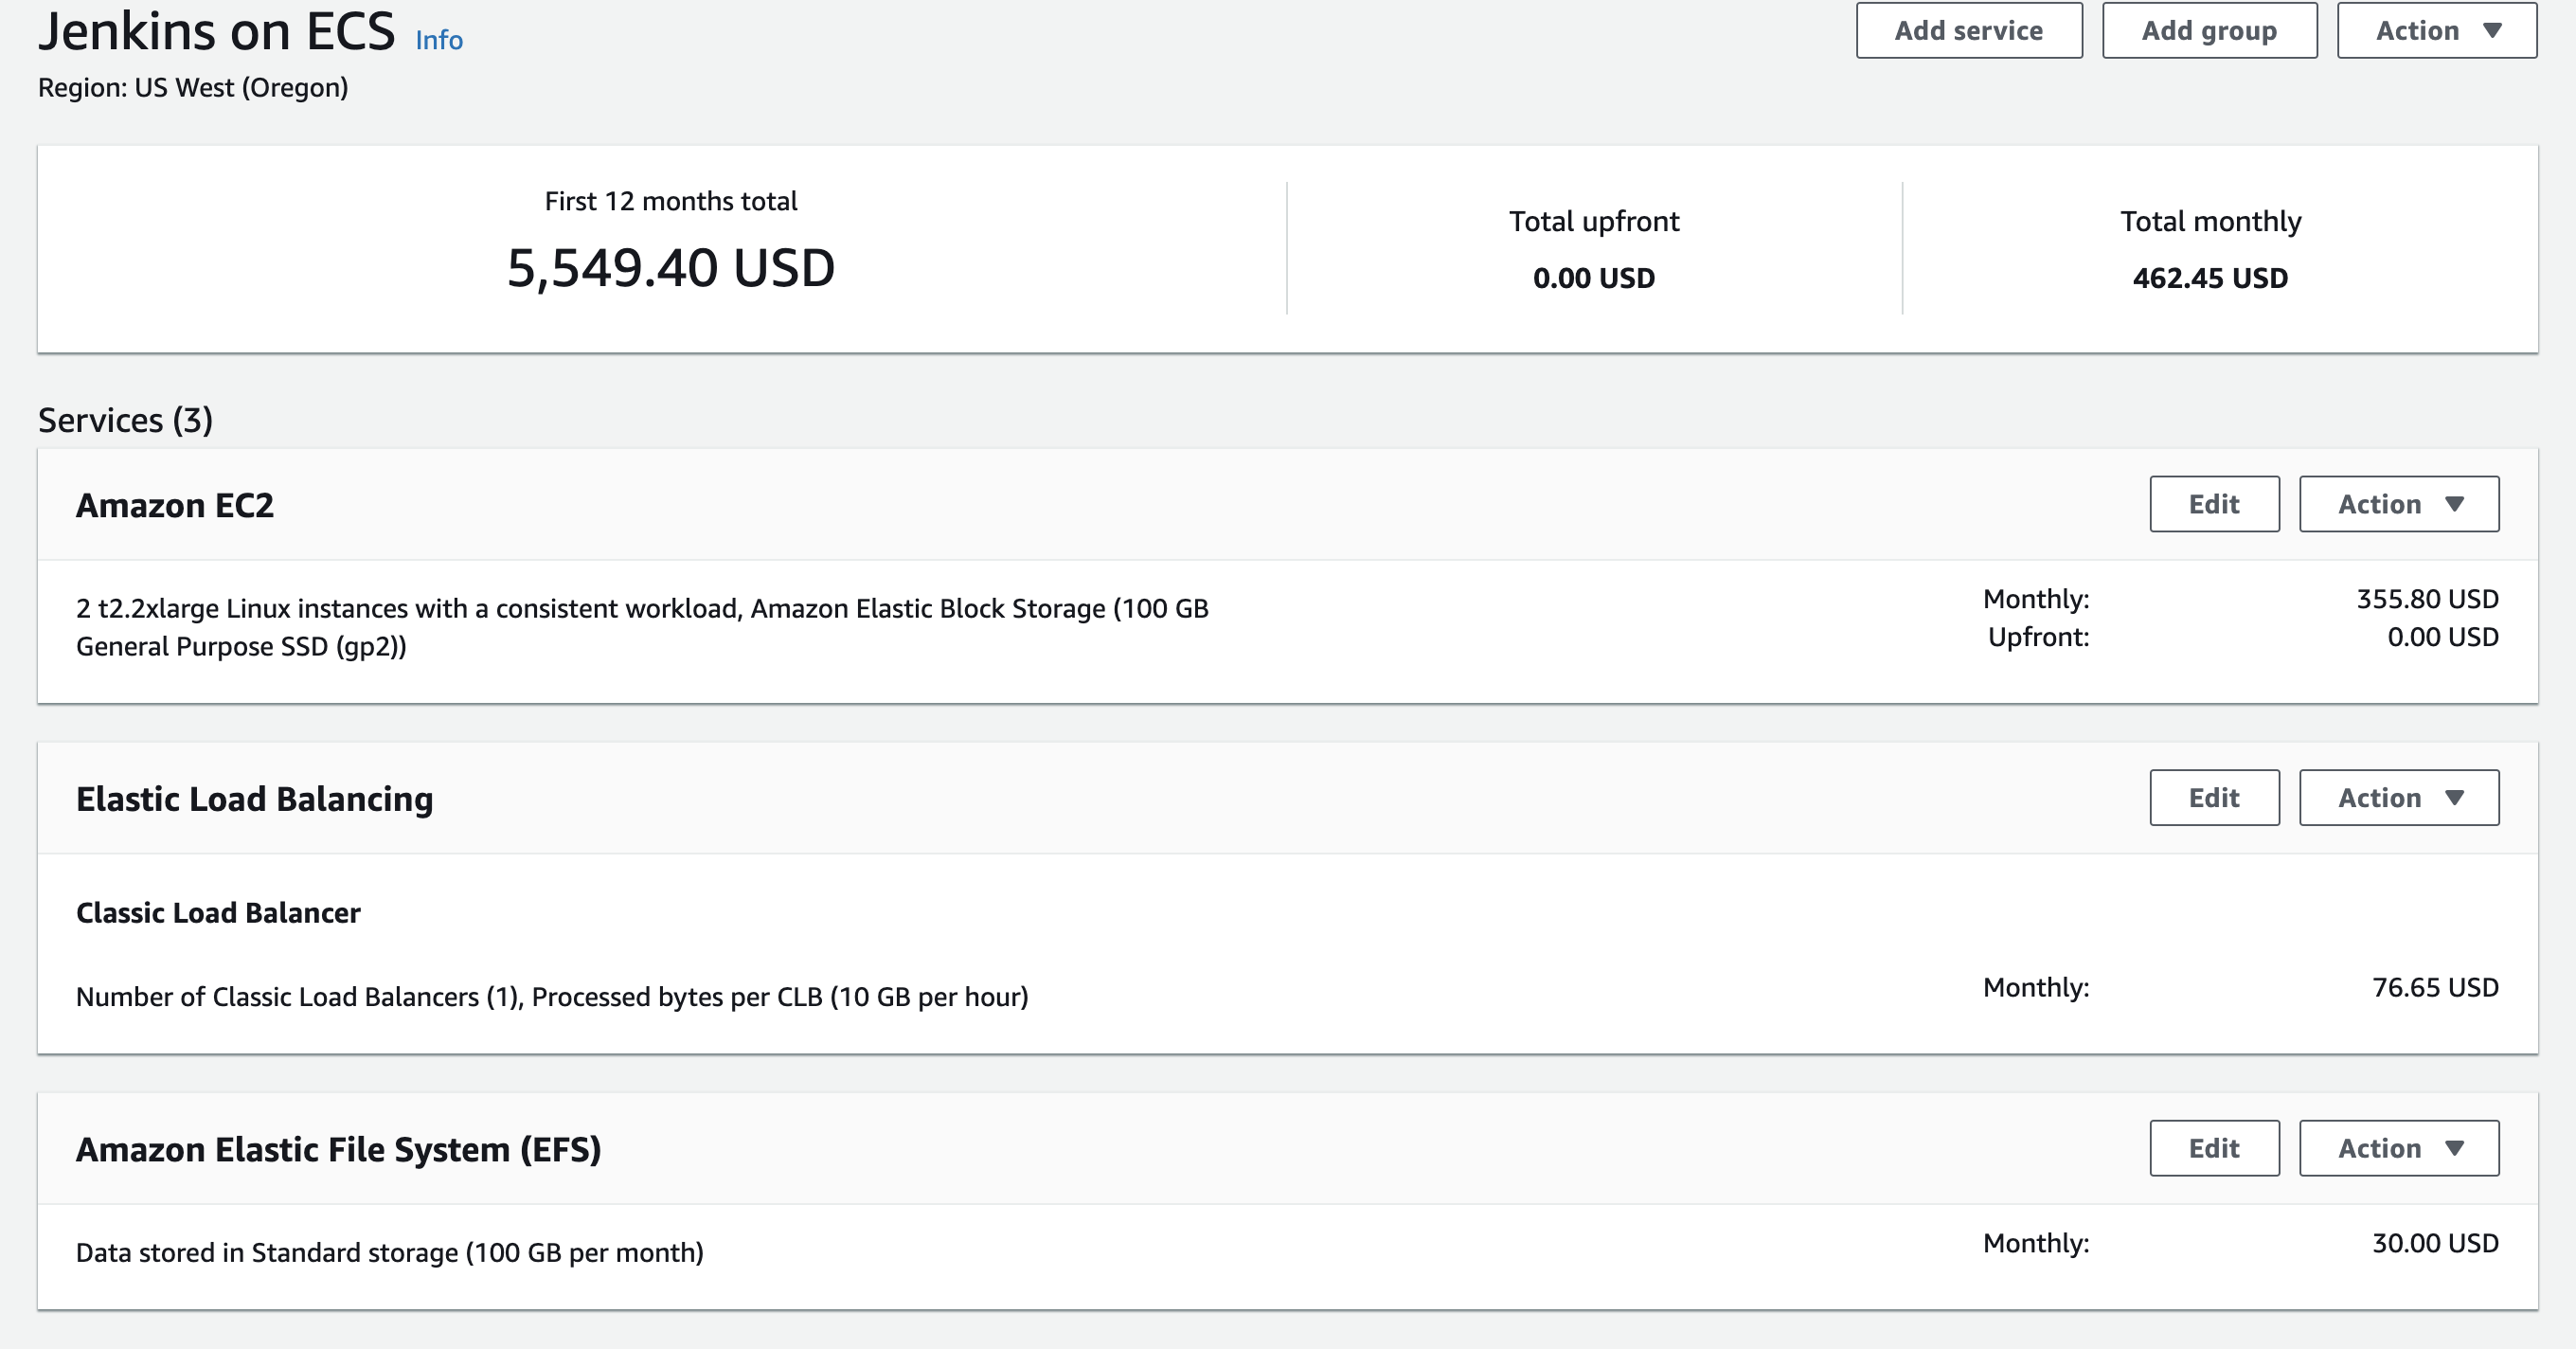 Jenkins on ECS Info
Add service
Add group
Action
Region: US West (Oregon)
First 12 months total
5,549.40 USD
Total upfront
0.00 USD
Total monthly
462.45 USD
Services (3)
Amazon EC2
Edit
Action
2 t2.2xlarge Linux instances with a consistent workload, Amazon Elastic Block Storage (100 GB
General Purpose SSD (gp2))
Monthly: 355.80 USD
Upfront: 0.00 USD
Elastic Load Balancing
Edit
Action
Classic Load Balancer
Number of Classic Load Balancers (1), Processed bytes per CLB (10 GB per hour)
Monthly: 76.65 USD
Amazon Elastic File System (EFS)
Edit
Action
Data stored in Standard storage (100 GB per month)
Monthly: 30.00 USD